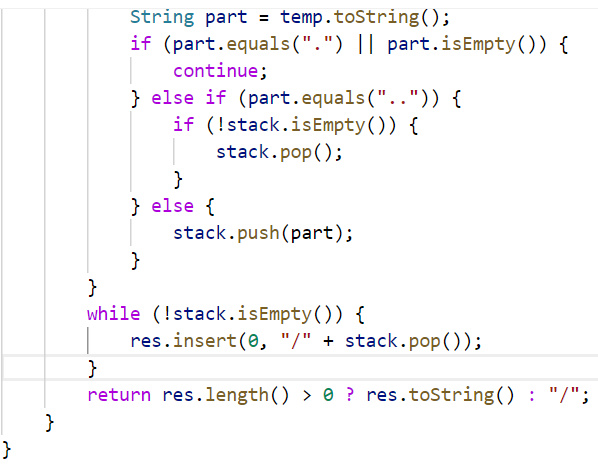 String part = temp.toString();
if (part.equals(".") || part.isEmpty()) {
continue;
} else if (part.equals("..")) {
if (!stack.isEmpty()) {
stack.pop();
}
} else {
stack.push(part);
}
}
while (!stack.isEmpty()) {
res.insert(0, "/" + stack.pop());
}
return res.length() > 0 ? res.toString() : "/";
}
}